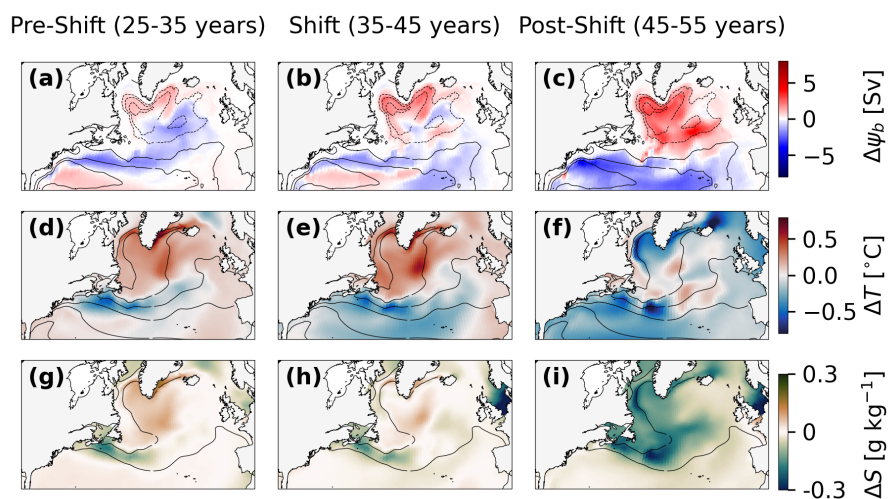 Pre-Shift (25-35 years) Shift (35-45 years) Post-Shift (45-55 years)
(a) (b) (c)
5
0
−5
Δψb [Sv]
(d) (e) (f)
0.5
0.0
−0.5
ΔT [°C]
(g) (h) (i)
0.3
0
-0.3
ΔS [g kg⁻¹]